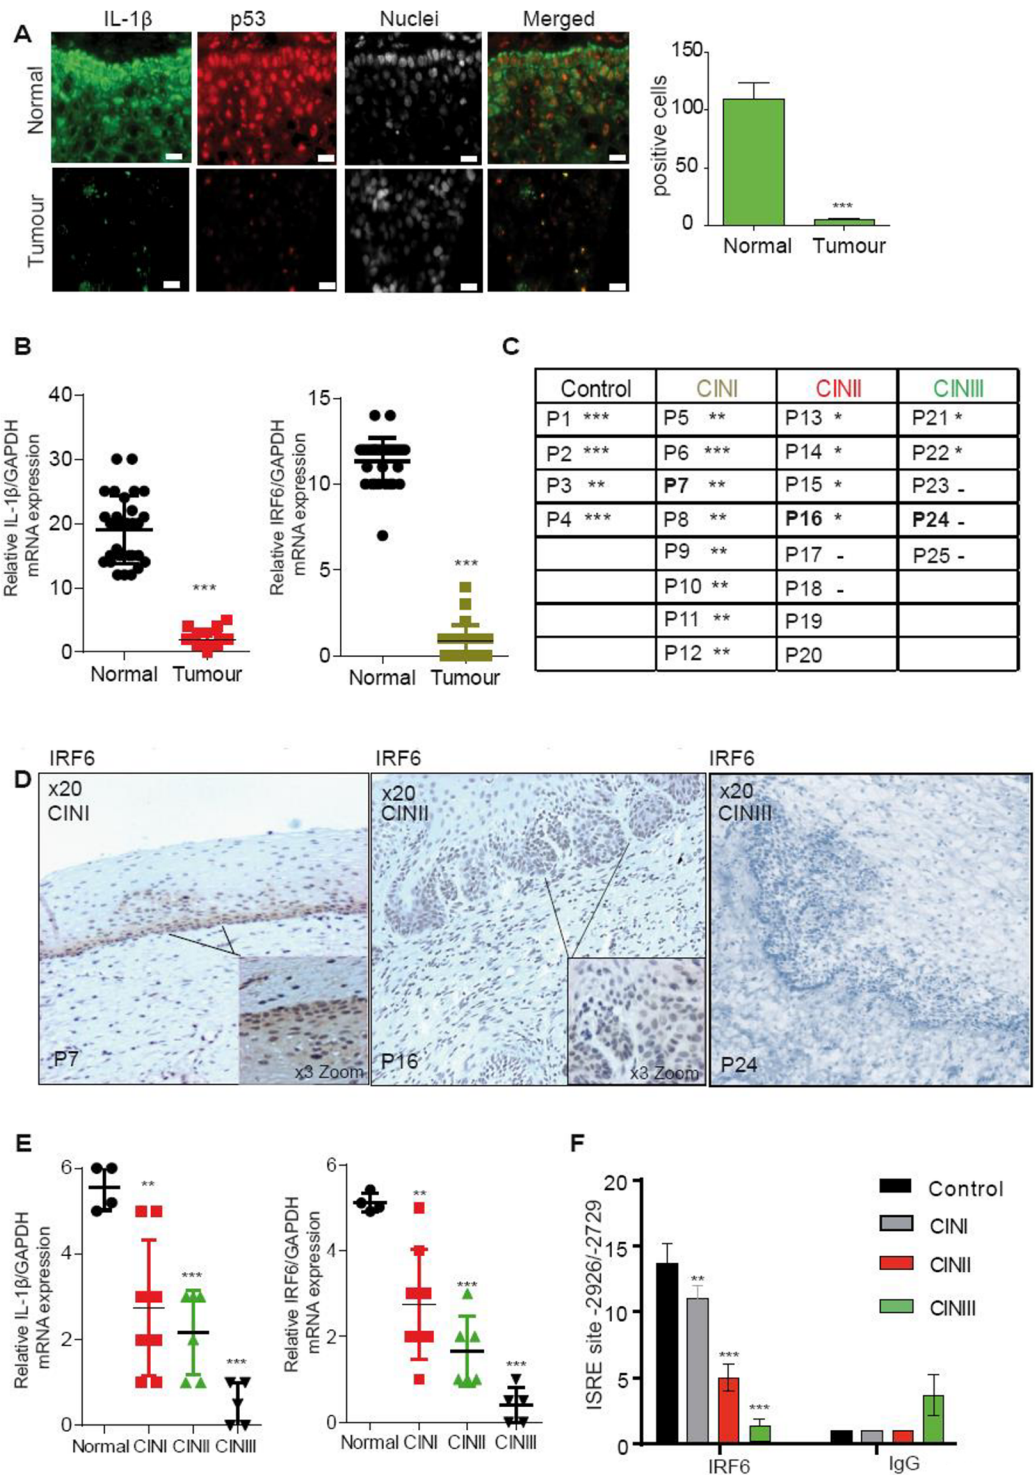 A
IL-1β p53 Nuclei Merged
Normal
Tumour
positive cells
150
100
50
0
***
Normal Tumour
B
Relative IL-1β/GAPDH
mRNA expression
40
30
20
10
0
***
Normal Tumour
Relative IRF6/GAPDH
mRNA expression
15
10
5
0
***
Normal Tumour
C
Control CINI CINII CINIII
P1 *** P5 ** P13 * P21 *
P2 *** P6 *** P14 * P22 *
P3 ** P7 ** P15 * P23 -
P4 *** P8 ** P16 * P24 -
P9 ** P17 - P25 -
P10 ** P18 -
P11 ** P19
P12 ** P20
D
IRF6
x20
CINI
P7
x3 Zoom
IRF6
x20
CINII
P16
x3 Zoom
IRF6
x20
CINIII
P24
E
Relative IL-1β/GAPDH
mRNA expression
6
4
2
0
**
***
***
Normal CINI CINII CINIII
Relative IRF6/GAPDH
mRNA expression
6
4
2
0
**
***
***
Normal CINI CINII CINIII
F
ISRE site -2926/-2729
20
15
10
5
0
**
***
***
IRF6 IgG
Control
CINI
CINII
CINIII